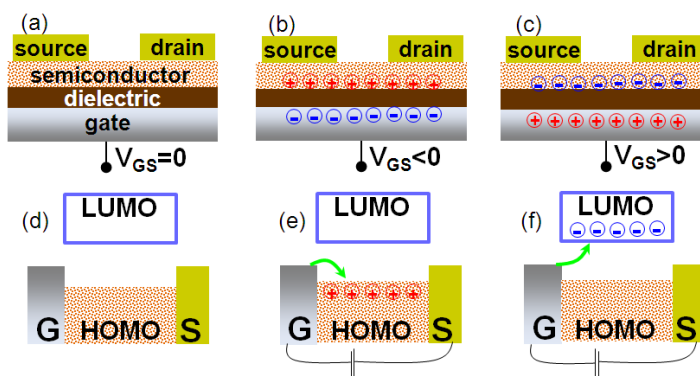 (a)
source
drain
semiconductor
dielectric
gate
V_GS=0
(b)
source
drain
+ + + + + + + +
- - - - - - - -
V_GS<0
(c)
source
drain
- - - - - - - -
+ + + + + + + +
V_GS>0
(d)
LUMO
G
HOMO
S
(e)
LUMO
+ + + + +
G
HOMO
S
(f)
LUMO
- - - - -
G
HOMO
S